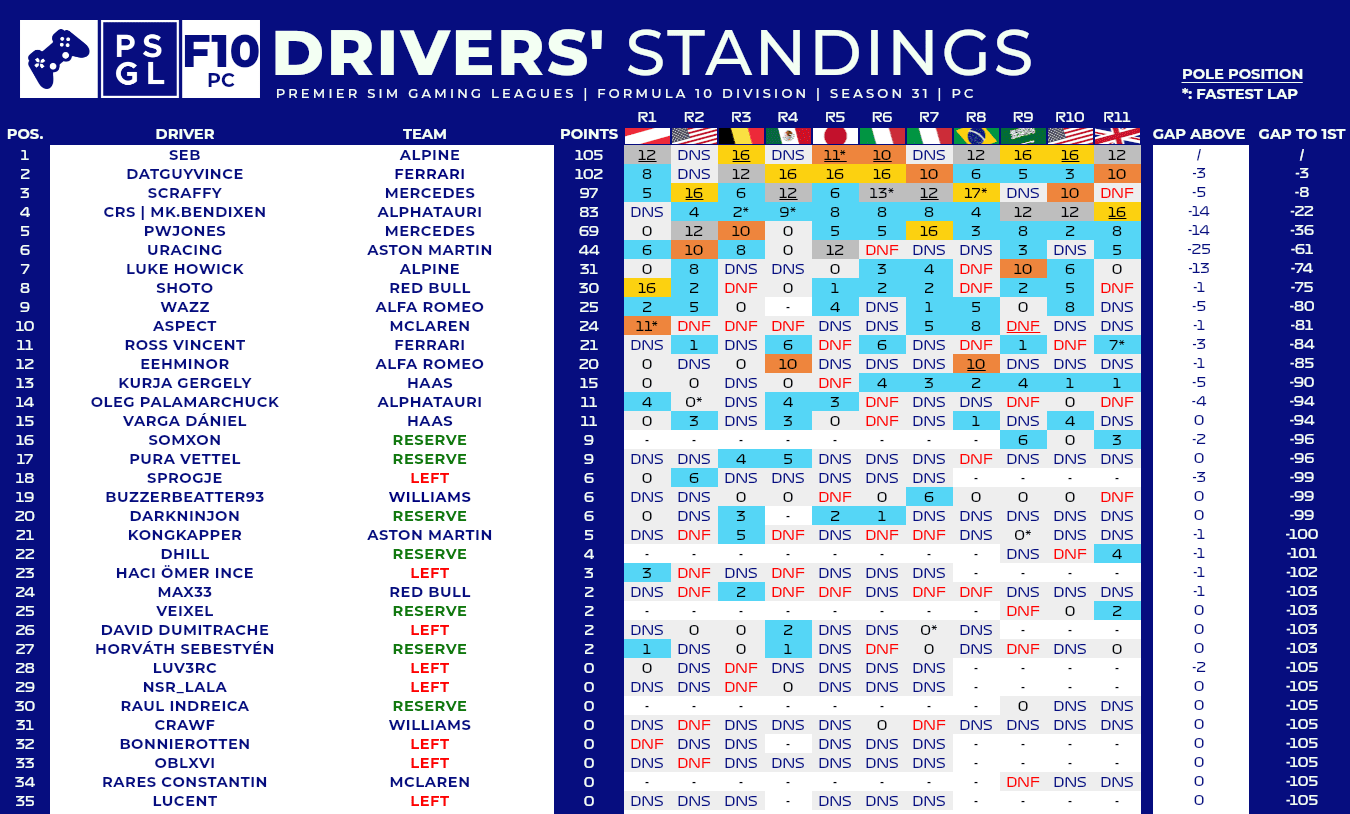 PS GL F10 PC DRIVERS' STANDINGS
PREMIER SIM GAMING LEAGUES | FORMULA 10 DIVISION | SEASON 31 | PC
POLE POSITION
*: FASTEST LAP
R1 R2 R3 R4 R5 R6 R7 R8 R9 R10 R11
POS. DRIVER TEAM POINTS GAP ABOVE GAP TO 1ST
1 SEB ALPINE 105 12 DNS 16 DNS 11* 10 DNS 12 16 16 12 / /
2 DATGUYVINCE FERRARI 102 8 DNS 12 16 16 16 10 6 5 3 10 -3 -3
3 SCRAFFY MERCEDES 97 5 16 6 12 6 13* 12 17* DNS 10 DNF -5 -8
4 CRS | MK.BENDIXEN ALPHATAURI 83 DNS 4 2* 9* 8 8 8 4 12 12 16 -14 -22
5 PWJONES MERCEDES 69 0 12 10 0 5 5 16 3 8 2 8 -14 -36
6 URACING ASTON MARTIN 44 6 10 8 0 12 DNF DNS DNS 3 DNS 5 -25 -61
7 LUKE HOWICK ALPINE 31 0 8 DNS DNS 0 3 4 DNF 10 6 0 -13 -74
8 SHOTO RED BULL 30 16 2 DNF 0 1 2 2 DNF 2 5 DNF -1 -75
9 WAZZ ALFA ROMEO 25 2 5 0 - 4 DNS 1 5 0 8 DNS -5 -80
10 ASPECT MCLAREN 24 11* DNF DNF DNF DNS DNS 5 8 DNF DNS DNS -1 -81
11 ROSS VINCENT FERRARI 21 DNS 1 DNS 6 DNF 6 DNS DNF 1 DNF 7* -3 -84
12 EEHMINOR ALFA ROMEO 20 0 DNS 0 10 DNS DNS DNS 10 DNS DNS DNS -1 -85
13 KURJA GERGELY HAAS 15 0 0 DNS 0 DNF 4 3 2 4 1 1 -5 -90
14 OLEG PALAMARCHUCK ALPHATAURI 11 4 0* DNS 4 3 DNF DNS DNS DNF 0 DNF -4 -94
15 VARGA DÁNIEL HAAS 11 0 3 DNS 3 0 DNF DNS 1 DNS 4 DNS 0 -94
16 SOMXON RESERVE 9 - - - - - - - - 6 0 3 -2 -96
17 PURA VETTEL RESERVE 9 DNS DNS 4 5 DNS DNS DNS DNF DNS DNS DNS 0 -96
18 SPROGJE LEFT 6 0 6 DNS DNS DNS DNS DNS - - - - -3 -99
19 BUZZERBEATTER93 WILLIAMS 6 DNS DNS 0 0 DNF 0 6 0 0 0 DNF 0 -99
20 DARKNINJON RESERVE 6 0 DNS 3 - 2 1 DNS DNS DNS DNS DNS 0 -99
21 KONGKAPPER ASTON MARTIN 5 DNS DNF 5 DNF DNS DNF DNF DNS 0* DNS DNS -1 -100
22 DHILL RESERVE 4 - - - - - - - - DNS DNF 4 -1 -101
23 HACI ÖMER INCE LEFT 3 3 DNF DNS DNF DNS DNS DNS - - - - -1 -102
24 MAX33 RED BULL 2 DNS DNF 2 DNF DNF DNS DNF DNF DNS DNS DNS -1 -103
25 VEIXEL RESERVE 2 - - - - - - - - DNF 0 2 0 -103
26 DAVID DUMITRACHE LEFT 2 DNS 0 0 2 DNS DNS 0* DNS - - - 0 -103
27 HORVÁTH SEBESTYÉN RESERVE 2 1 DNS 0 1 DNS DNF 0 DNS DNF DNS 0 0 -103
28 LUV3RC LEFT 0 0 DNS DNF DNS DNS DNS DNS - - - - -2 -105
29 NSR_LALA LEFT 0 DNS DNS DNF 0 DNS DNS DNS - - - - 0 -105
30 RAUL INDREICA RESERVE 0 - - - - - - - - 0 DNS DNS 0 -105
31 CRAWF WILLIAMS 0 DNS DNF DNS DNS DNS 0 DNF DNS DNS DNS DNS 0 -105
32 BONNIEROTTEN LEFT 0 DNF DNS DNS - DNS DNS DNS - - - - 0 -105
33 OBLXVI LEFT 0 DNS DNF DNS DNS DNS DNS DNS - - - - 0 -105
34 RARES CONSTANTIN MCLAREN 0 - - - - - - - - DNF DNS DNS 0 -105
35 LUCENT LEFT 0 DNS DNS DNS - DNS DNS DNS - - - - 0 -105